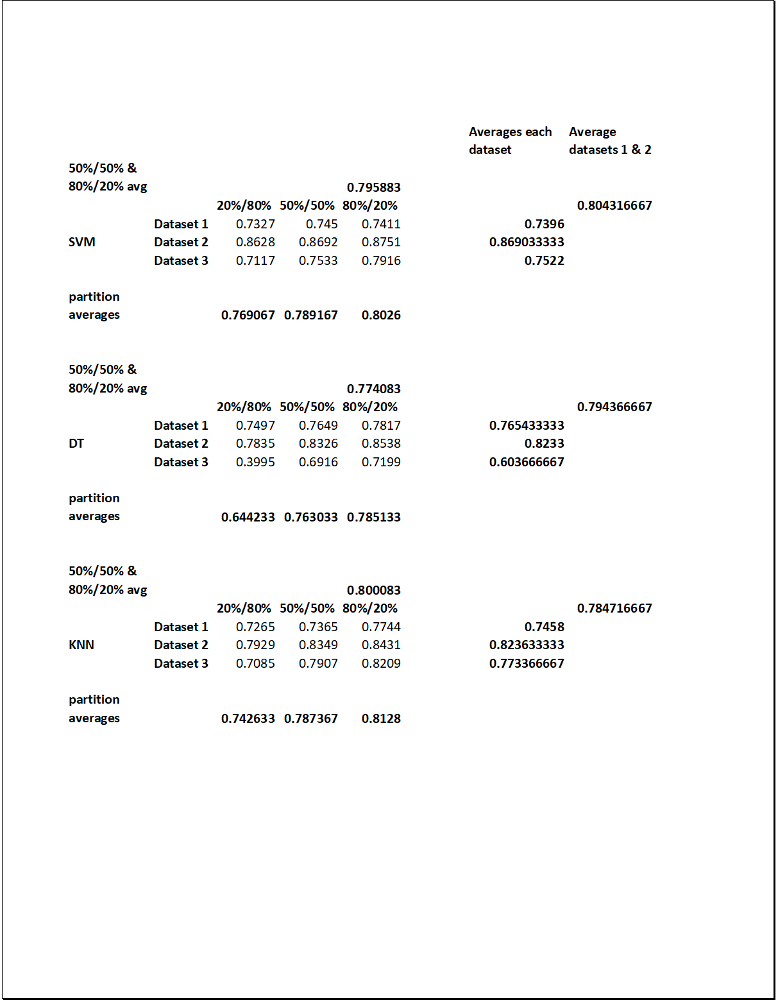 Averages each Average
dataset datasets 1 & 2
50%/50% &
80%/20% avg 0.795883
20%/80% 50%/50% 80%/20% 0.804316667
Dataset 1 0.7327 0.745 0.7411 0.7396
SVM Dataset 2 0.8628 0.8692 0.8751 0.869033333
Dataset 3 0.7117 0.7533 0.7916 0.7522
partition
averages 0.769067 0.789167 0.8026
50%/50% &
80%/20% avg 0.774083
20%/80% 50%/50% 80%/20% 0.794366667
Dataset 1 0.7497 0.7649 0.7817 0.765433333
DT Dataset 2 0.7835 0.8326 0.8538 0.8233
Dataset 3 0.3995 0.6916 0.7199 0.603666667
partition
averages 0.644233 0.763033 0.785133
50%/50% &
80%/20% avg 0.800083
20%/80% 50%/50% 80%/20% 0.784716667
Dataset 1 0.7265 0.7365 0.7744 0.7458
KNN Dataset 2 0.7929 0.8349 0.8431 0.823633333
Dataset 3 0.7085 0.7907 0.8209 0.773366667
partition
averages 0.742633 0.787367 0.8128